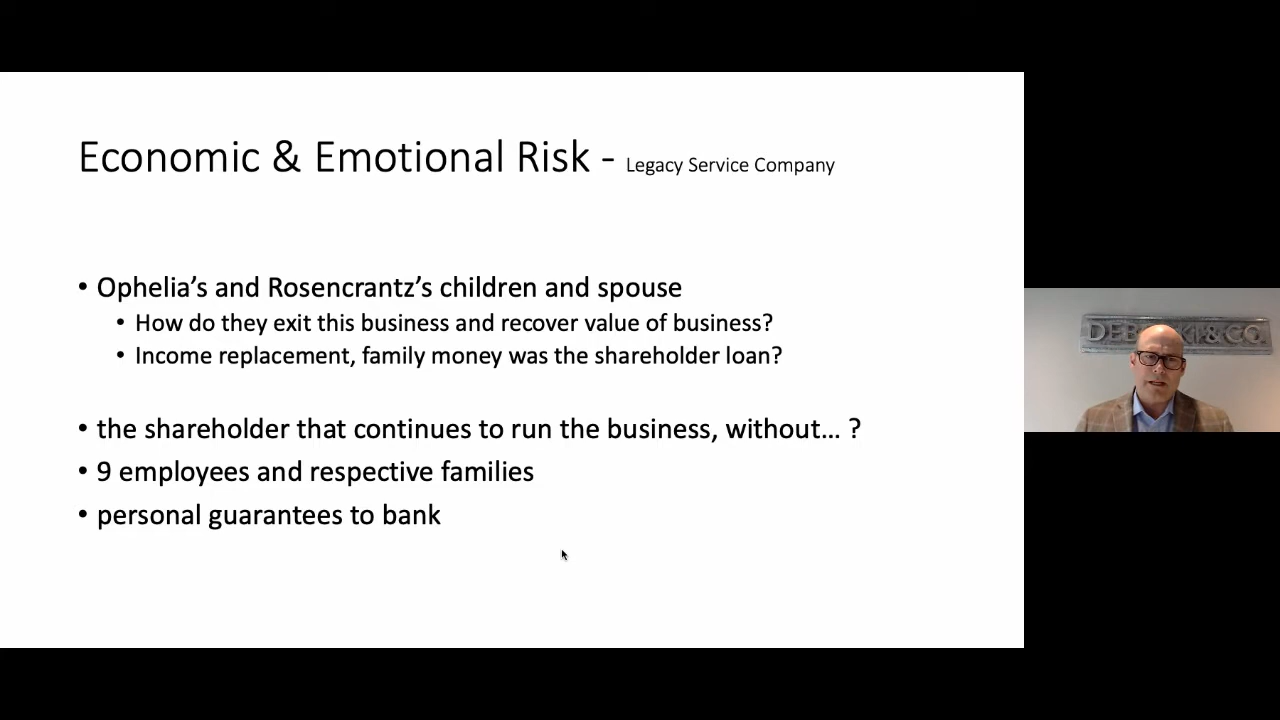 Economic & Emotional Risk - Legacy Service Company
• Ophelia's and Rosencrantz's children and spouse
• How do they exit this business and recover value of business?
• Income replacement, family money was the shareholder loan?
• the shareholder that continues to run the business, without... ?
• 9 employees and respective families
• personal guarantees to bank
&CO.